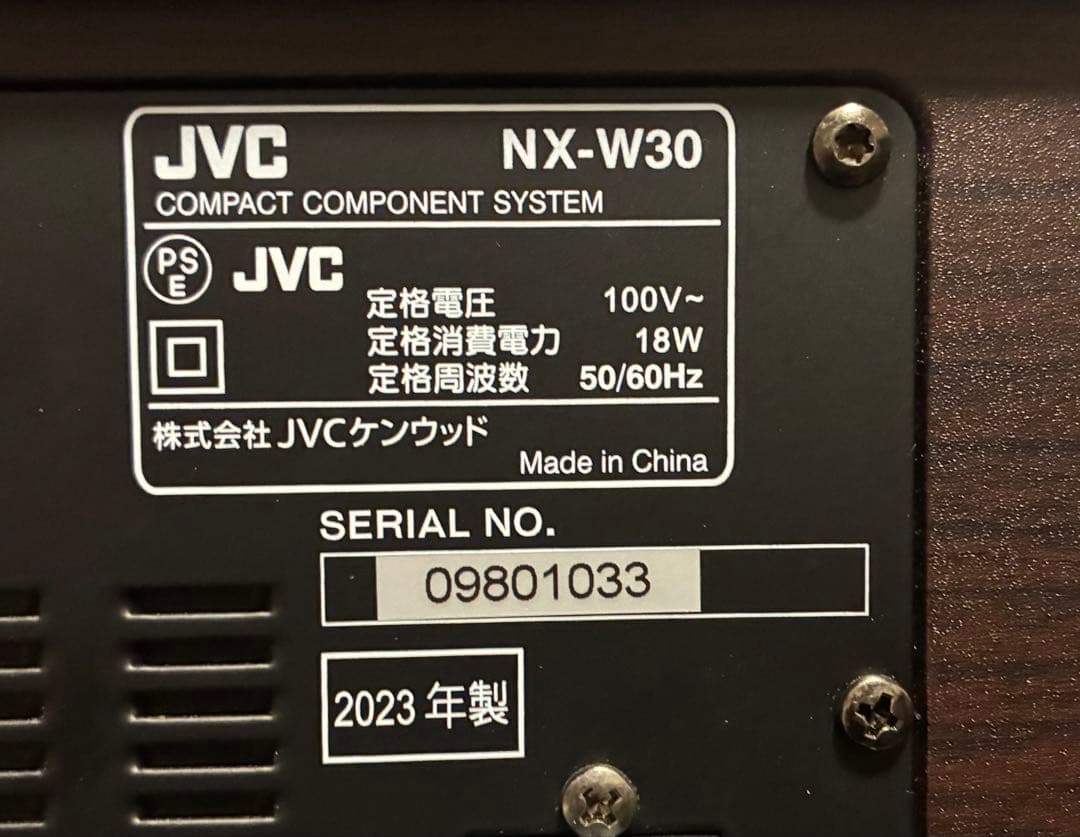 JVC NX-W30
COMPACT COMPONENT SYSTEM
PS
E
JVC
定格電圧 100V~
定格消費電力 18W
定格周波数 50/60Hz
株式会社 JVCケンウッド
Made in China
SERIAL NO.
09801033
2023 年製